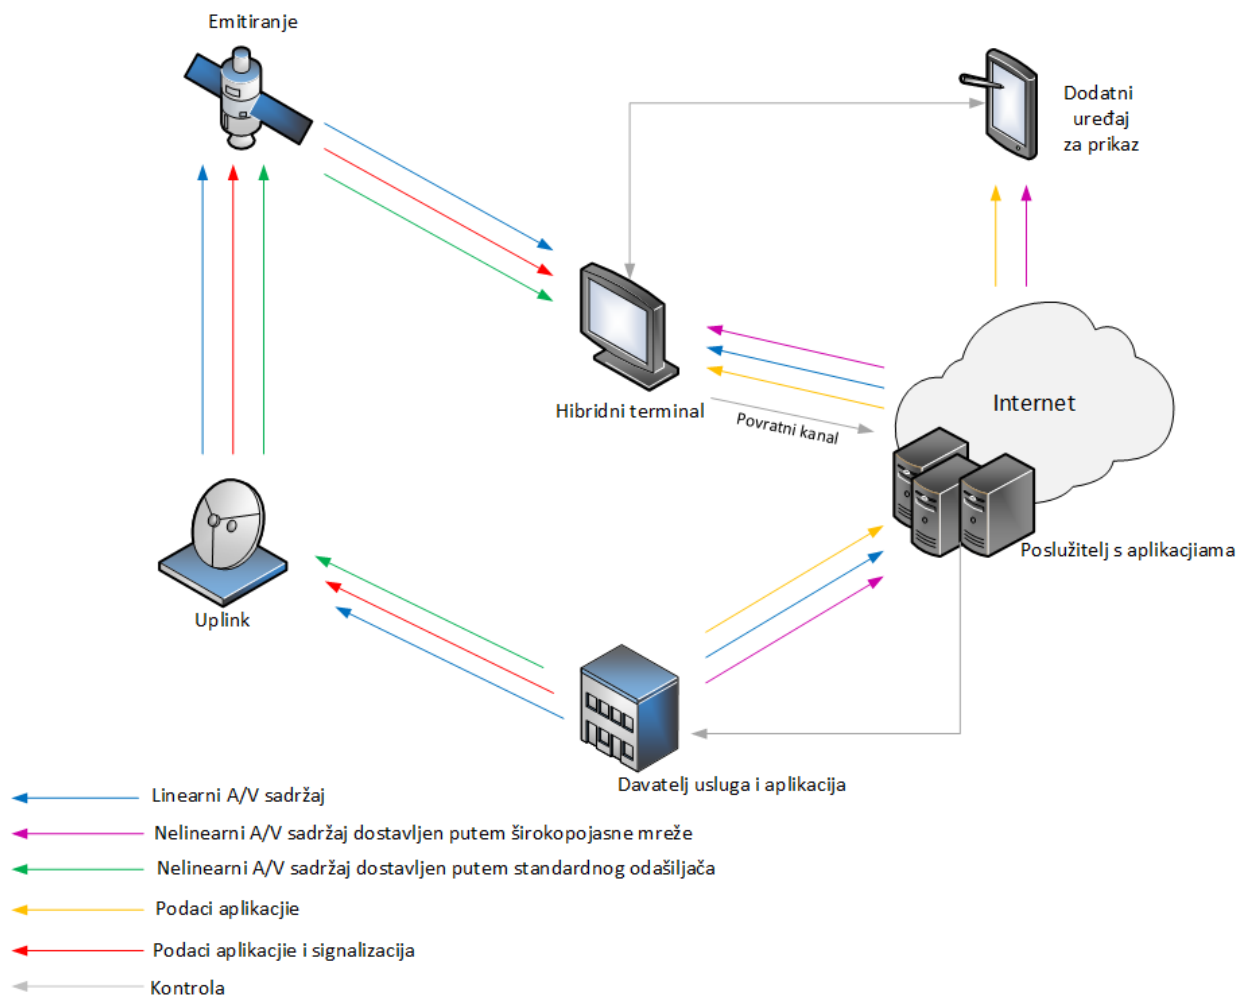 Emitiranje
Dodatni
uređaj
za prikaz
Internet
Hibridni terminal
Povratni kanal
Poslužitelj s aplikacjiama
Uplink
Davatelj usluga i aplikacija
Linearni A/V sadržaj
Nelinearni A/V sadržaj dostavljen putem širokopojasne mreže
Nelinearni A/V sadržaj dostavljen putem standardnog odašiljača
Podaci aplikacjie
Podaci aplikacjie i signalizacija
Kontrola